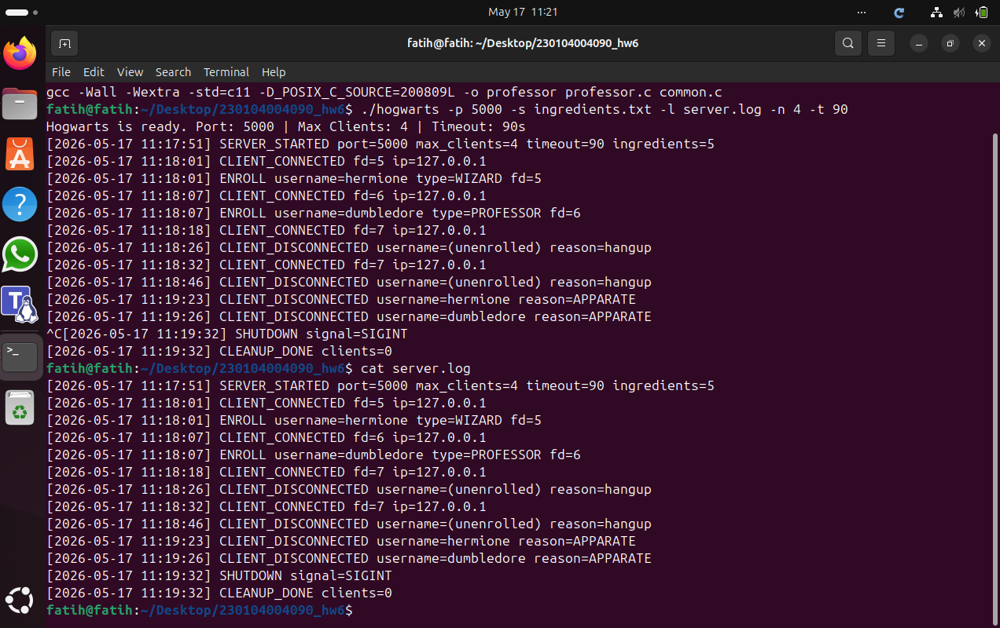 May 17 11:21
fatih@fatih: ~/Desktop/230104004090_hw6
File Edit View Search Terminal Help
gcc -Wall -Wextra -std=c11 -D_POSIX_C_SOURCE=200809L -o professor professor.c common.c
fatih@fatih:~/Desktop/230104004090_hw6$ ./hogwarts -p 5000 -s ingredients.txt -l server.log -n 4 -t 90
Hogwarts is ready. Port: 5000 | Max Clients: 4 | Timeout: 90s
[2026-05-17 11:17:51] SERVER_STARTED port=5000 max_clients=4 timeout=90 ingredients=5
[2026-05-17 11:18:01] CLIENT_CONNECTED fd=5 ip=127.0.0.1
[2026-05-17 11:18:01] ENROLL username=hermione type=WIZARD fd=5
[2026-05-17 11:18:07] CLIENT_CONNECTED fd=6 ip=127.0.0.1
[2026-05-17 11:18:07] ENROLL username=dumbledore type=PROFESSOR fd=6
[2026-05-17 11:18:18] CLIENT_CONNECTED fd=7 ip=127.0.0.1
[2026-05-17 11:18:26] CLIENT_DISCONNECTED username=(unenrolled) reason=hangup
[2026-05-17 11:18:32] CLIENT_CONNECTED fd=7 ip=127.0.0.1
[2026-05-17 11:18:46] CLIENT_DISCONNECTED username=(unenrolled) reason=hangup
[2026-05-17 11:19:23] CLIENT_DISCONNECTED username=hermione reason=APPARATE
[2026-05-17 11:19:26] CLIENT_DISCONNECTED username=dumbledore reason=APPARATE
^C[2026-05-17 11:19:32] SHUTDOWN signal=SIGINT
[2026-05-17 11:19:32] CLEANUP_DONE clients=0
fatih@fatih:~/Desktop/230104004090_hw6$ cat server.log
[2026-05-17 11:17:51] SERVER_STARTED port=5000 max_clients=4 timeout=90 ingredients=5
[2026-05-17 11:18:01] CLIENT_CONNECTED fd=5 ip=127.0.0.1
[2026-05-17 11:18:01] ENROLL username=hermione type=WIZARD fd=5
[2026-05-17 11:18:07] CLIENT_CONNECTED fd=6 ip=127.0.0.1
[2026-05-17 11:18:07] ENROLL username=dumbledore type=PROFESSOR fd=6
[2026-05-17 11:18:18] CLIENT_CONNECTED fd=7 ip=127.0.0.1
[2026-05-17 11:18:26] CLIENT_DISCONNECTED username=(unenrolled) reason=hangup
[2026-05-17 11:18:32] CLIENT_CONNECTED fd=7 ip=127.0.0.1
[2026-05-17 11:18:46] CLIENT_DISCONNECTED username=(unenrolled) reason=hangup
[2026-05-17 11:19:23] CLIENT_DISCONNECTED username=hermione reason=APPARATE
[2026-05-17 11:19:26] CLIENT_DISCONNECTED username=dumbledore reason=APPARATE
[2026-05-17 11:19:32] SHUTDOWN signal=SIGINT
[2026-05-17 11:19:32] CLEANUP_DONE clients=0
fatih@fatih:~/Desktop/230104004090_hw6$